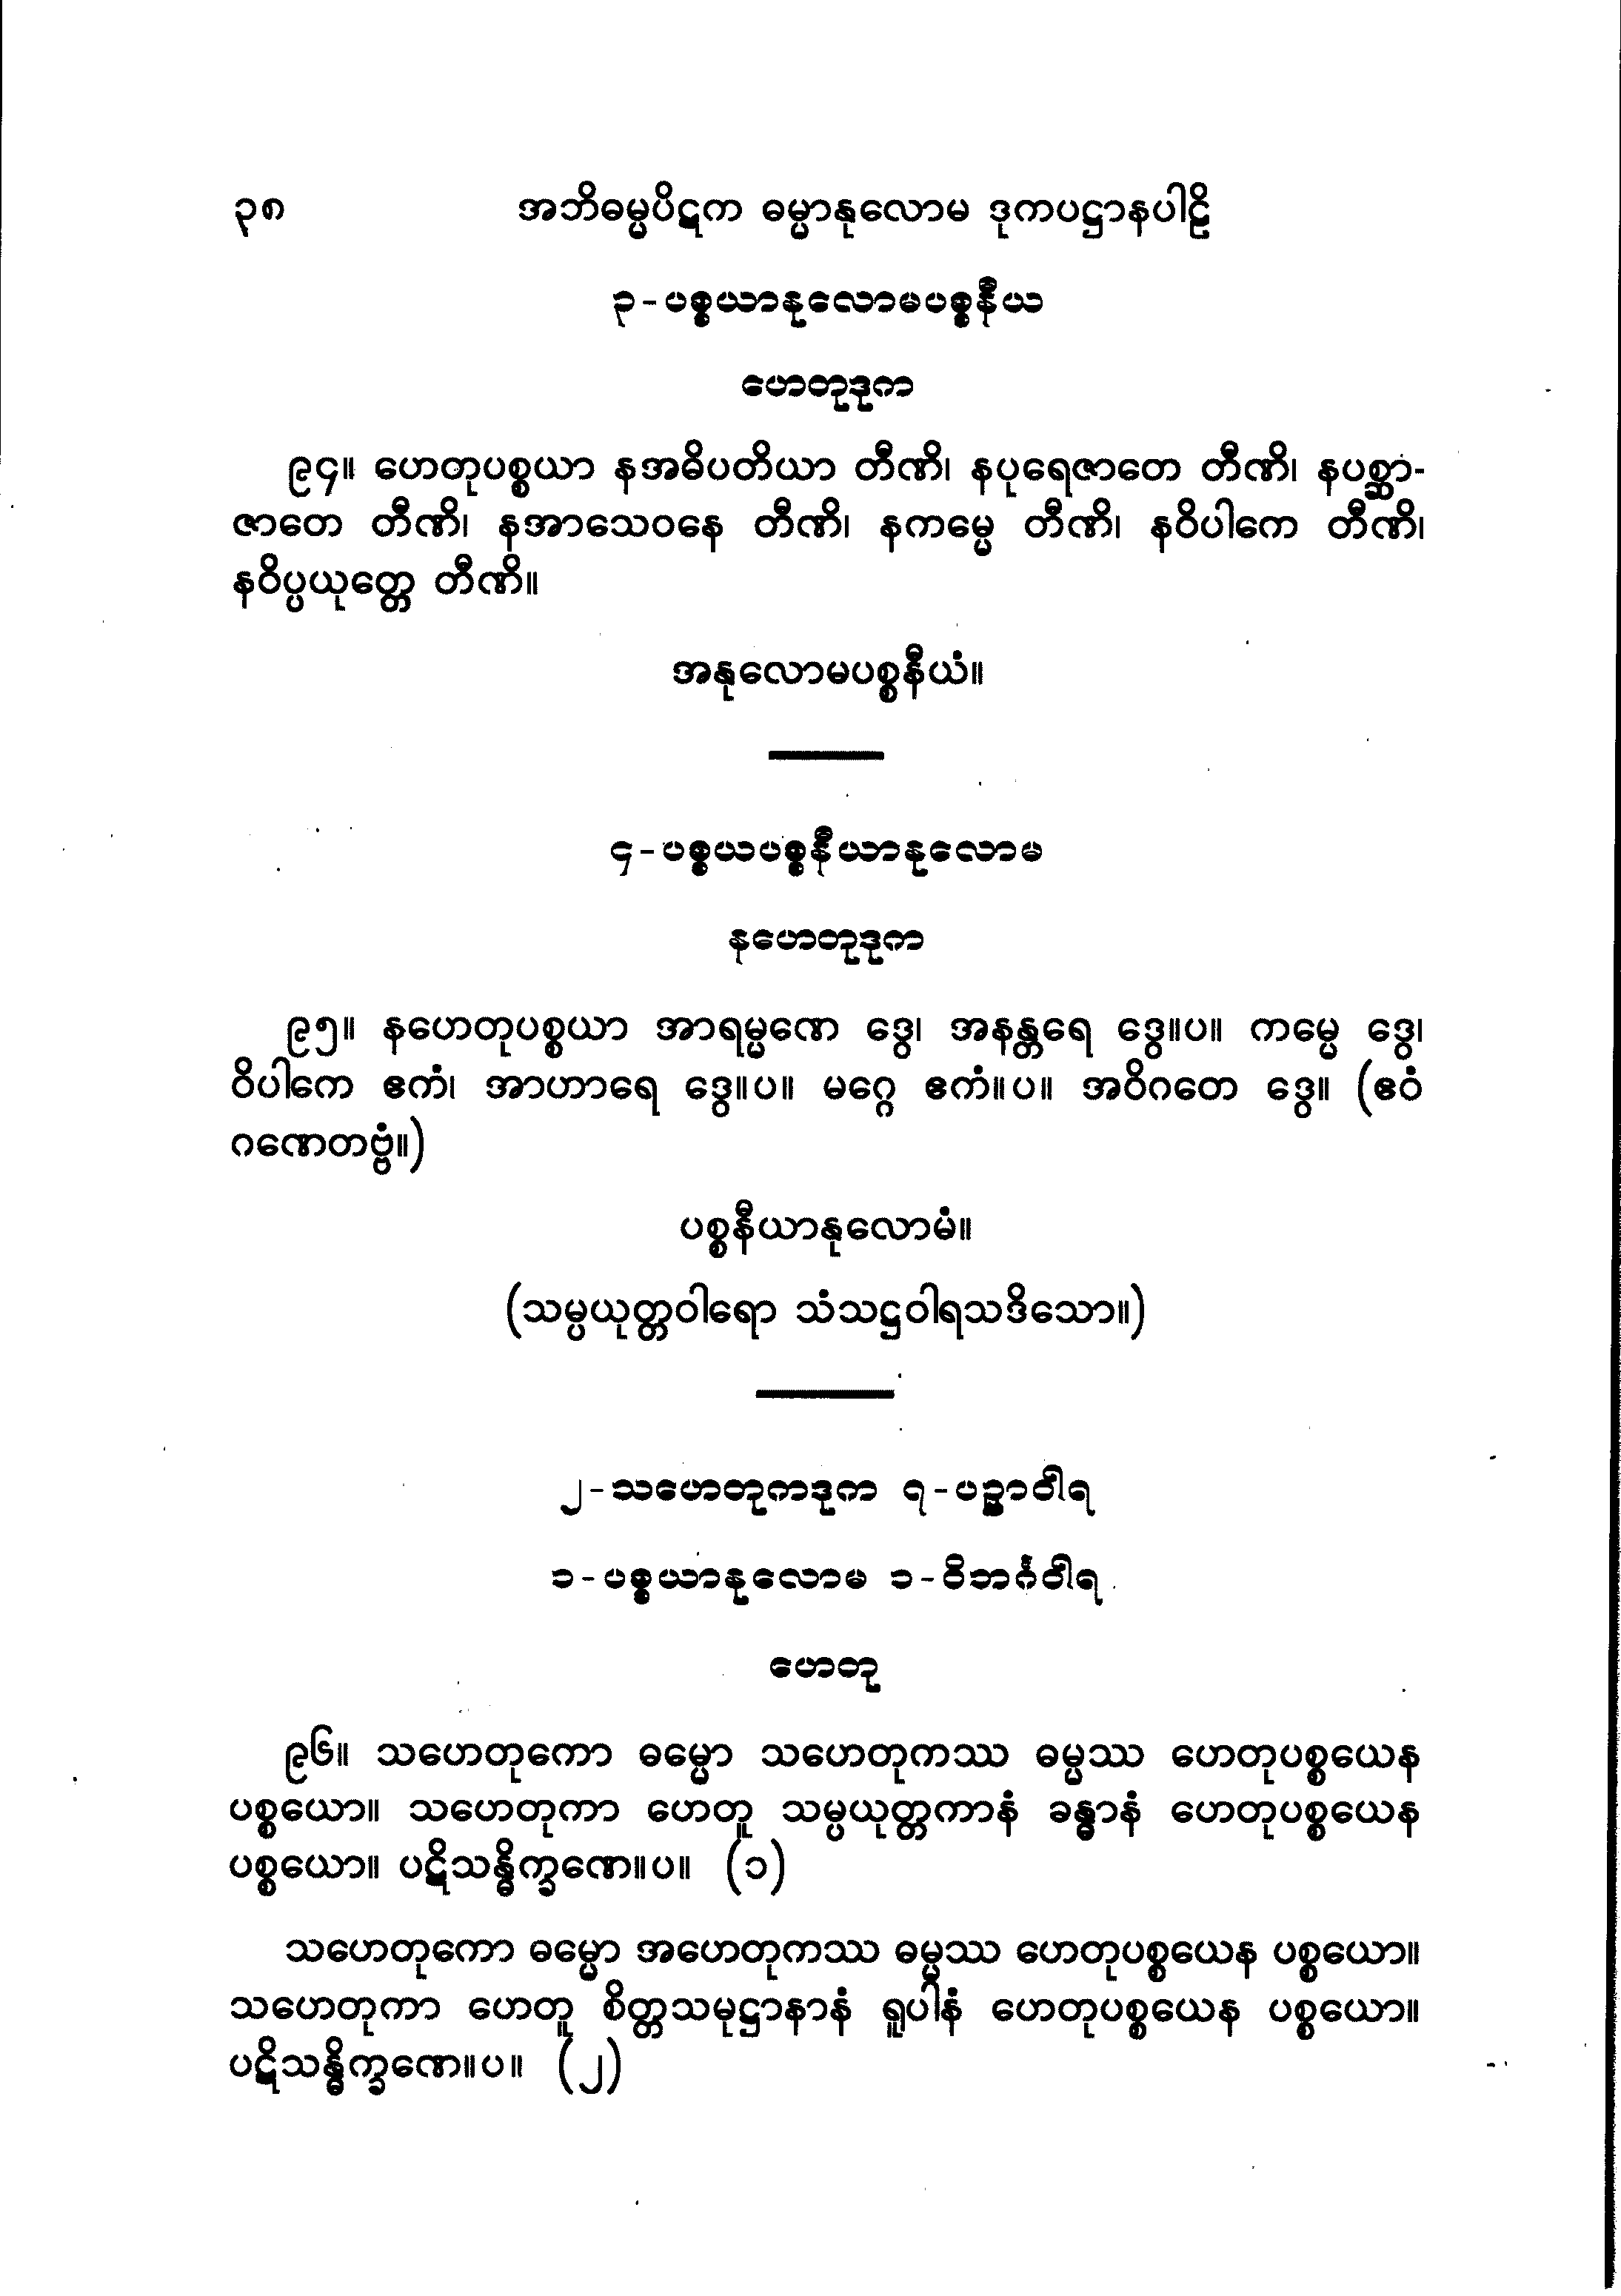 ၃၈ အဘိဓမ္မပိဋက ဓမ္မာနုလောမ ဒုကပဋ္ဌာနပါဠိ
၃-ပစ္စယာနုလောမပစ္စနီယ
ဟေတုဒုက
၉၄။ ဟေတုပစ္စယာ နအဓိပတိယာ တီဏိ၊ နပုရေဇာတေ တီဏိ၊ နပစ္ဆာ-
ဇာတေ တီဏိ၊ နအာသေဝနေ တီဏိ၊ နကမ္မေ တီဏိ၊ နဝိပါကေ တီဏိ၊
နဝိပ္ပယုတ္တေ တီဏိ။
အနုလောမပစ္စနီယံ။
၄-ပစ္စယပစ္စနီယာနုလောမ
နဟေတုဒုက
၉၅။ နဟေတုပစ္စယာ အာရမ္မဏေ ဒွေ၊ အနန္တရေ ဒွေ။ပ။ ကမ္မေ ဒွေ၊
ဝိပါကေ ဧကံ၊ အာဟာရေ ဒွေ။ပ။ မဂ္ဂေ ဧကံ။ပ။ အဝိဂတေ ဒွေ။ (ဧဝံ
ဂဏေတဗ္ဗံ။)
ပစ္စနီယာနုလောမံ။
(သမ္ပယုတ္တဝါရော သံသဋ္ဌဝါရသဒိသော။)
၂-သဟေတုကဒုက ၇-ပဉှာဝါရ
၁-ပစ္စယာနုလောမ ၁-ဝိဘင်္ဂဝါရ
ဟေတု
၉၆။ သဟေတုကော ဓမ္မော သဟေတုကဿ ဓမ္မဿ ဟေတုပစ္စယေန
ပစ္စယော။ သဟေတုကာ ဟေတူ သမ္ပယုတ္တကာနံ ခန္ဓာနံ ဟေတုပစ္စယေန
ပစ္စယော။ ပဋိသန္ဓိက္ခဏေ။ပ။ (၁)
သဟေတုကော ဓမ္မော အဟေတုကဿ ဓမ္မဿ ဟေတုပစ္စယေန ပစ္စယော။
သဟေတုကာ ဟေတူ စိတ္တသမုဋ္ဌာနာနံ ရူပါနံ ဟေတုပစ္စယေန ပစ္စယော။
ပဋိသန္ဓိက္ခဏေ။ပ။ (၂)